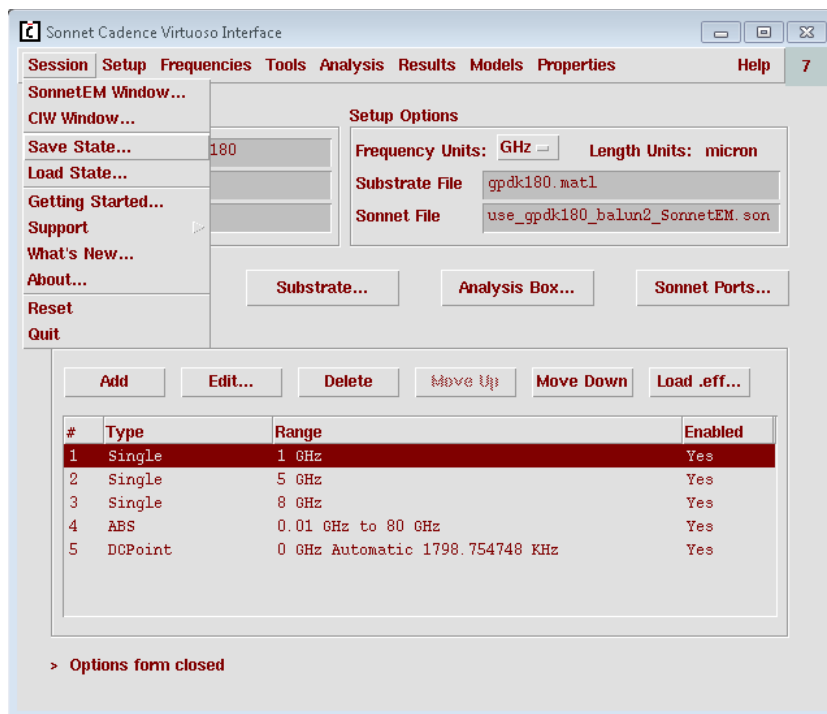 Sonnet Cadence Virtuoso Interface
Session Setup Frequencies Tools Analysis Results Models Properties Help 7
SonnetEM Window...
CIW Window...
Save State...
Load State...
Getting Started...
Support
What's New...
About...
Reset
Quit
180
Setup Options
Frequency Units: GHz Length Units: micron
Substrate File gpdk180.matl
Sonnet File use_gpdk180_balun2_SonnetEM.son
Substrate... Analysis Box... Sonnet Ports...
Add Edit... Delete Move Up Move Down Load .eff...
# Type Range Enabled
1 Single 1 GHz Yes
2 Single 5 GHz Yes
3 Single 8 GHz Yes
4 ABS 0.01 GHz to 80 GHz Yes
5 DCPoint 0 GHz Automatic 1798.754748 KHz Yes
> Options form closed